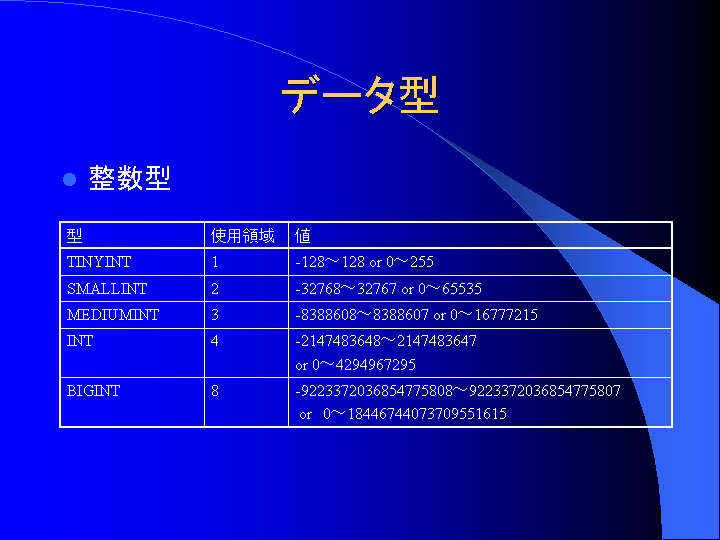 データ型
整数型
型 使用領域 値
TINYINT 1 -128～128 or 0～255
SMALLINT 2 -32768～32767 or 0～65535
MEDIUMINT 3 -8388608～8388607 or 0～16777215
INT 4 -2147483648～2147483647
or 0～4294967295
BIGINT 8 -9223372036854775808～9223372036854775807
or 0～18446744073709551615